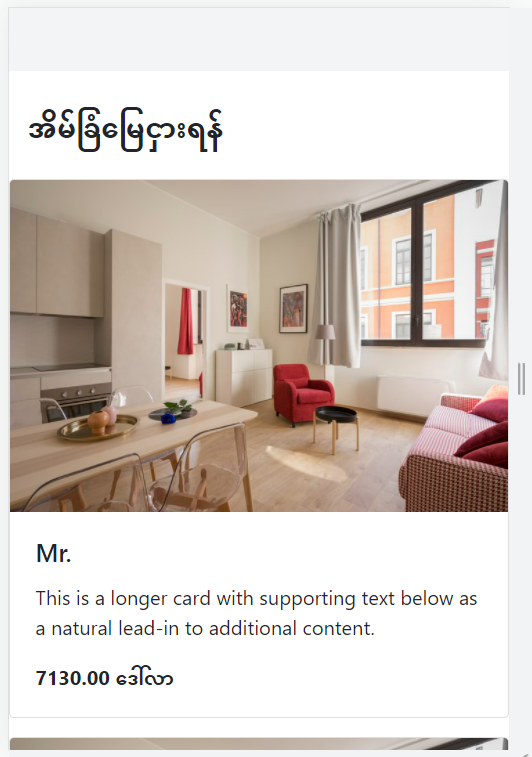 အိမ်ခြံမြေငှားရန်
Mr.
This is a longer card with supporting text below as
a natural lead-in to additional content.
7130.00 ဒေါ်လာ